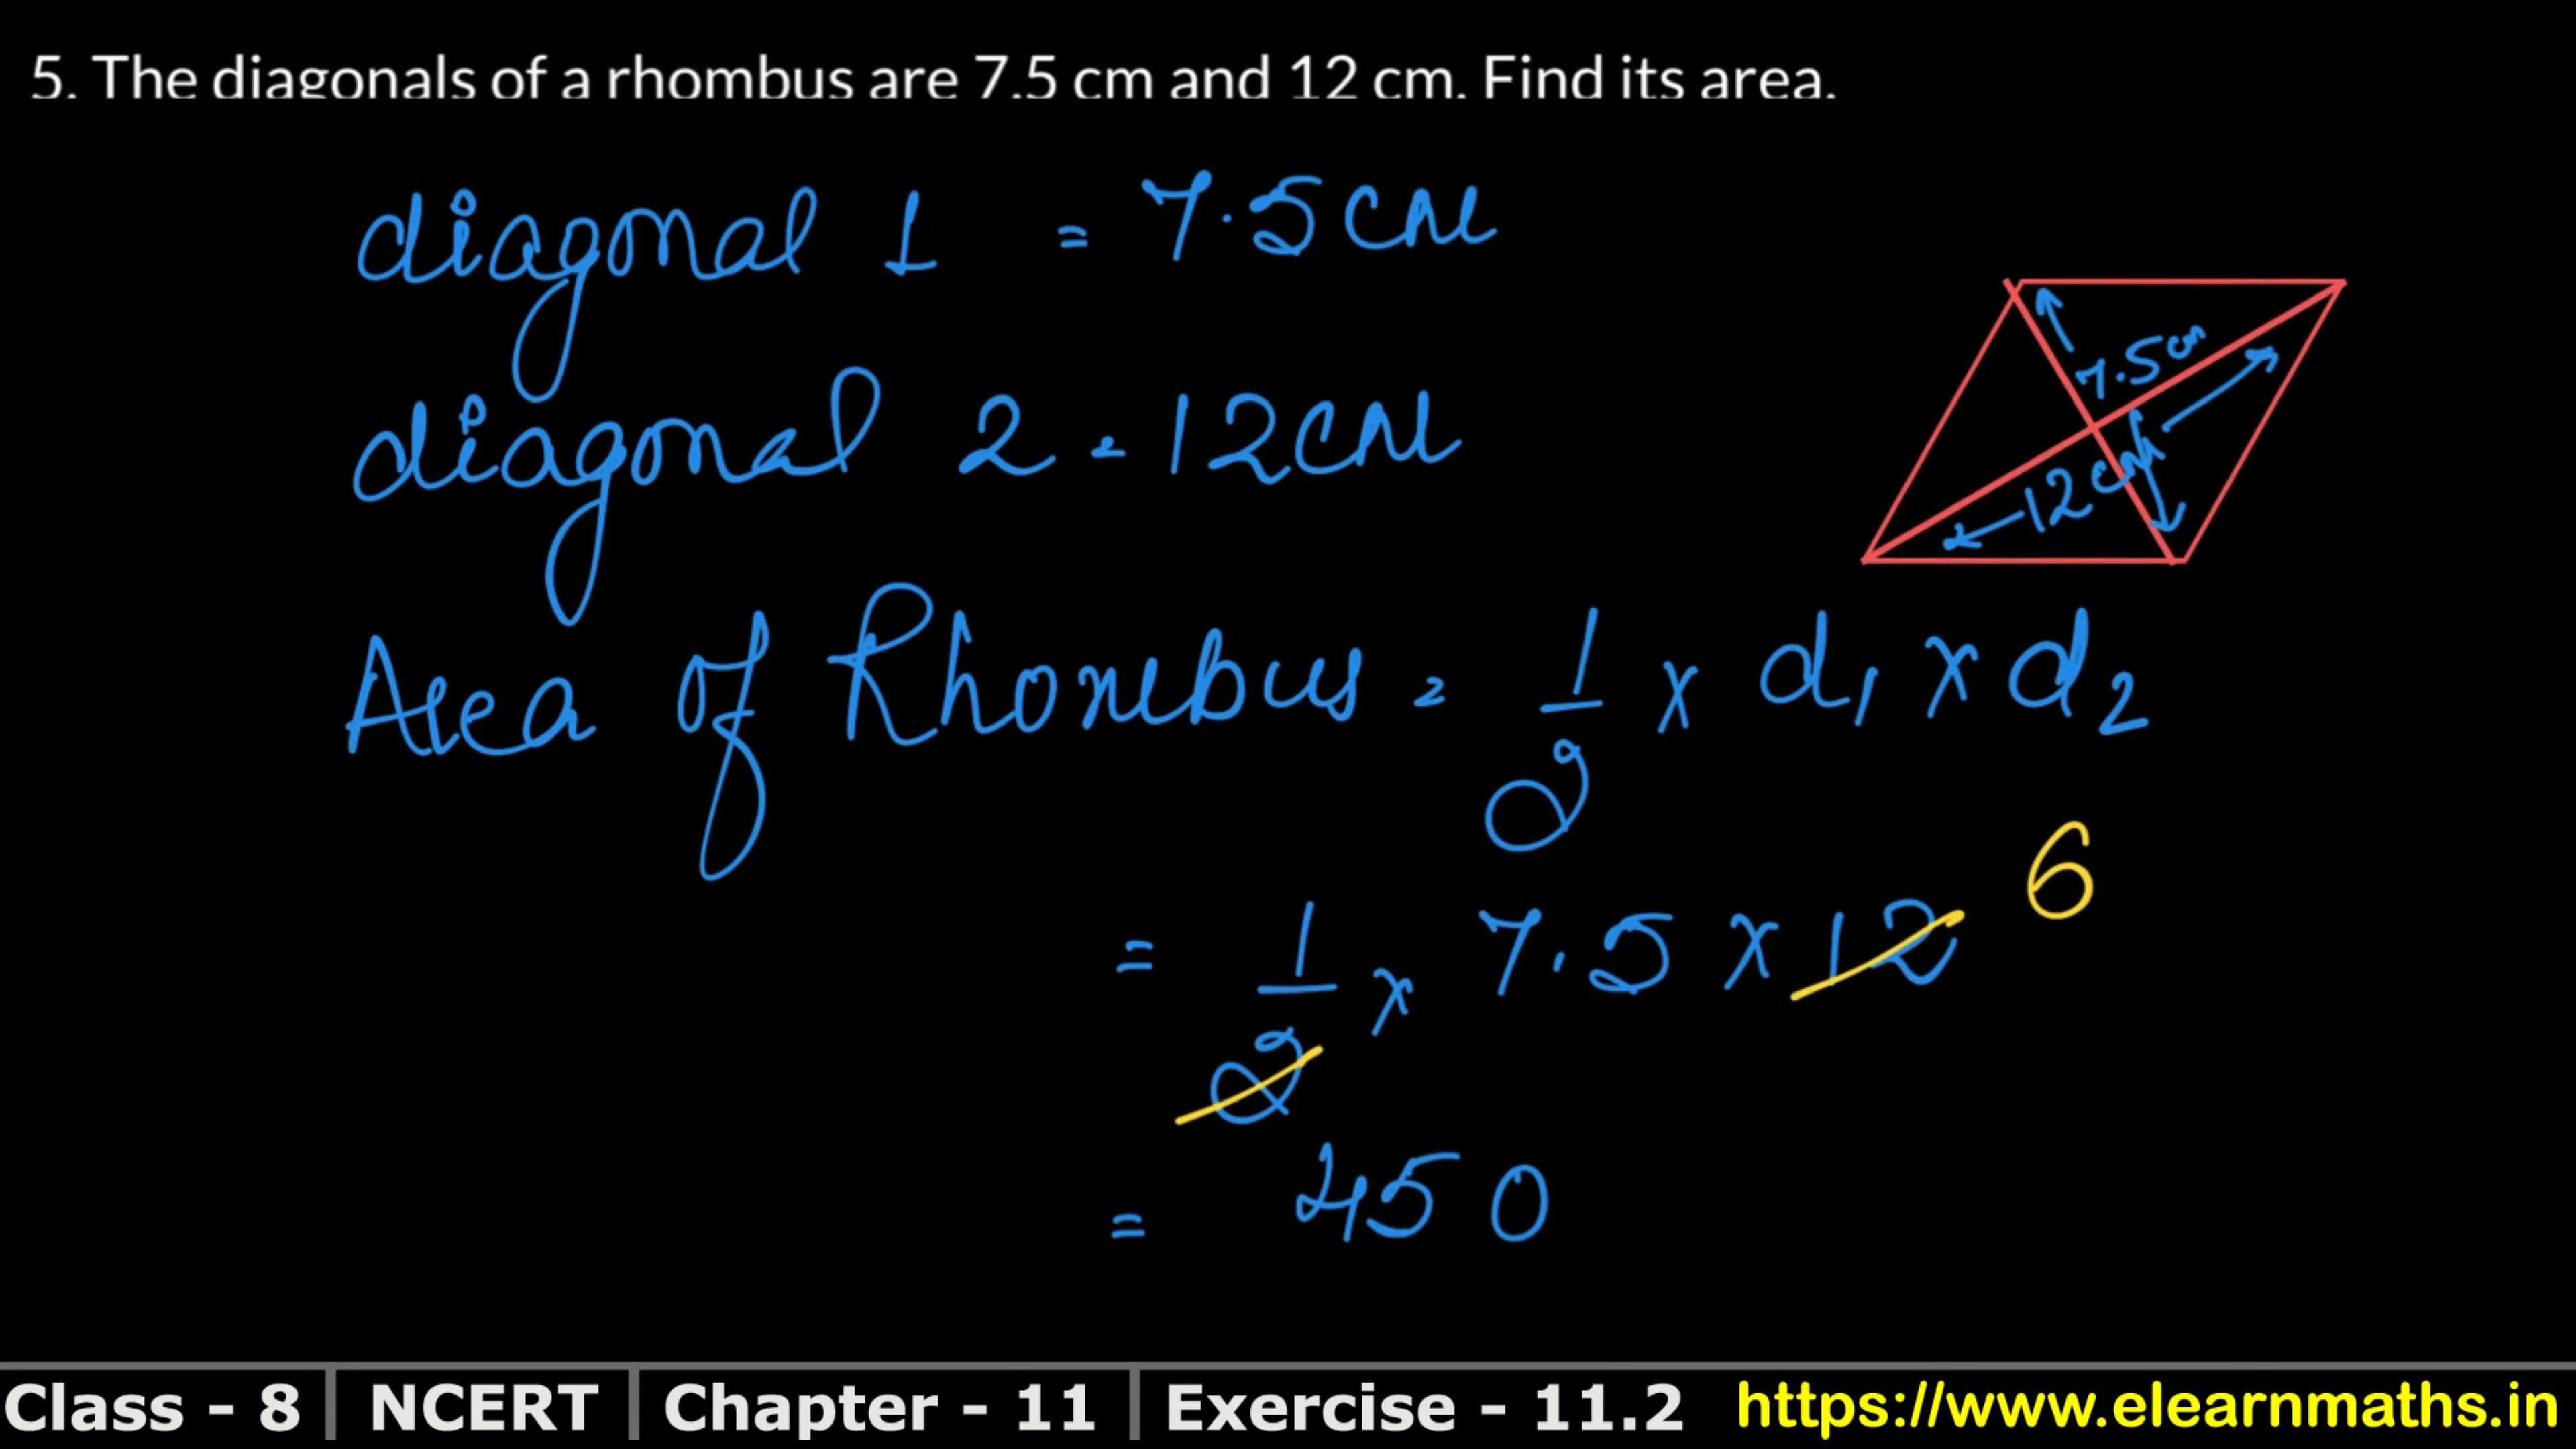 5. The diagonals of a rhombus are 7.5 cm and 12 cm. Find its area.
diagonal 1 = 7.5cm
diagonal 2 = 12cm
7.5cm
12cm
Area of Rhombus = 1/2 x d1 x d2
= 1/2 x 7.5 x 12 6
= 450
Class - 8 | NCERT | Chapter - 11 | Exercise - 11.2 https://www.elearnmaths.in